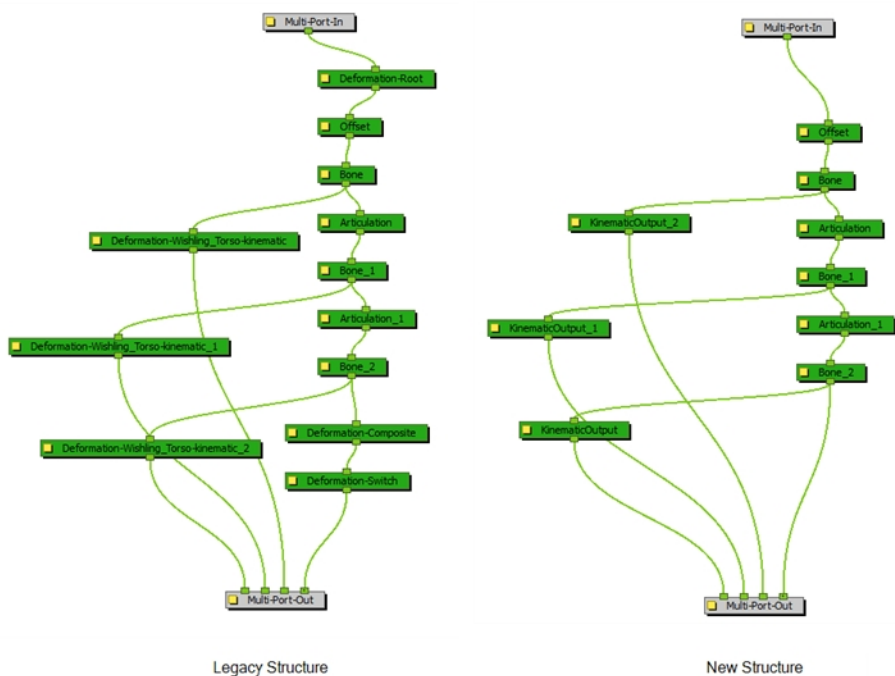 Multi-Port-In
Deformation-Root
Offset
Bone
Articulation
Deformation-Wishling_Torso-kinematic
Bone_1
Articulation_1
Deformation-Wishling_Torso-kinematic_1
Bone_2
Deformation-Composite
Deformation-Wishling_Torso-kinematic_2
Deformation-Switch
Multi-Port-Out
Legacy Structure
Multi-Port-In
Offset
Bone
KinematicOutput_2
Articulation
Bone_1
KinematicOutput_1
Articulation_1
Bone_2
KinematicOutput
Multi-Port-Out
New Structure